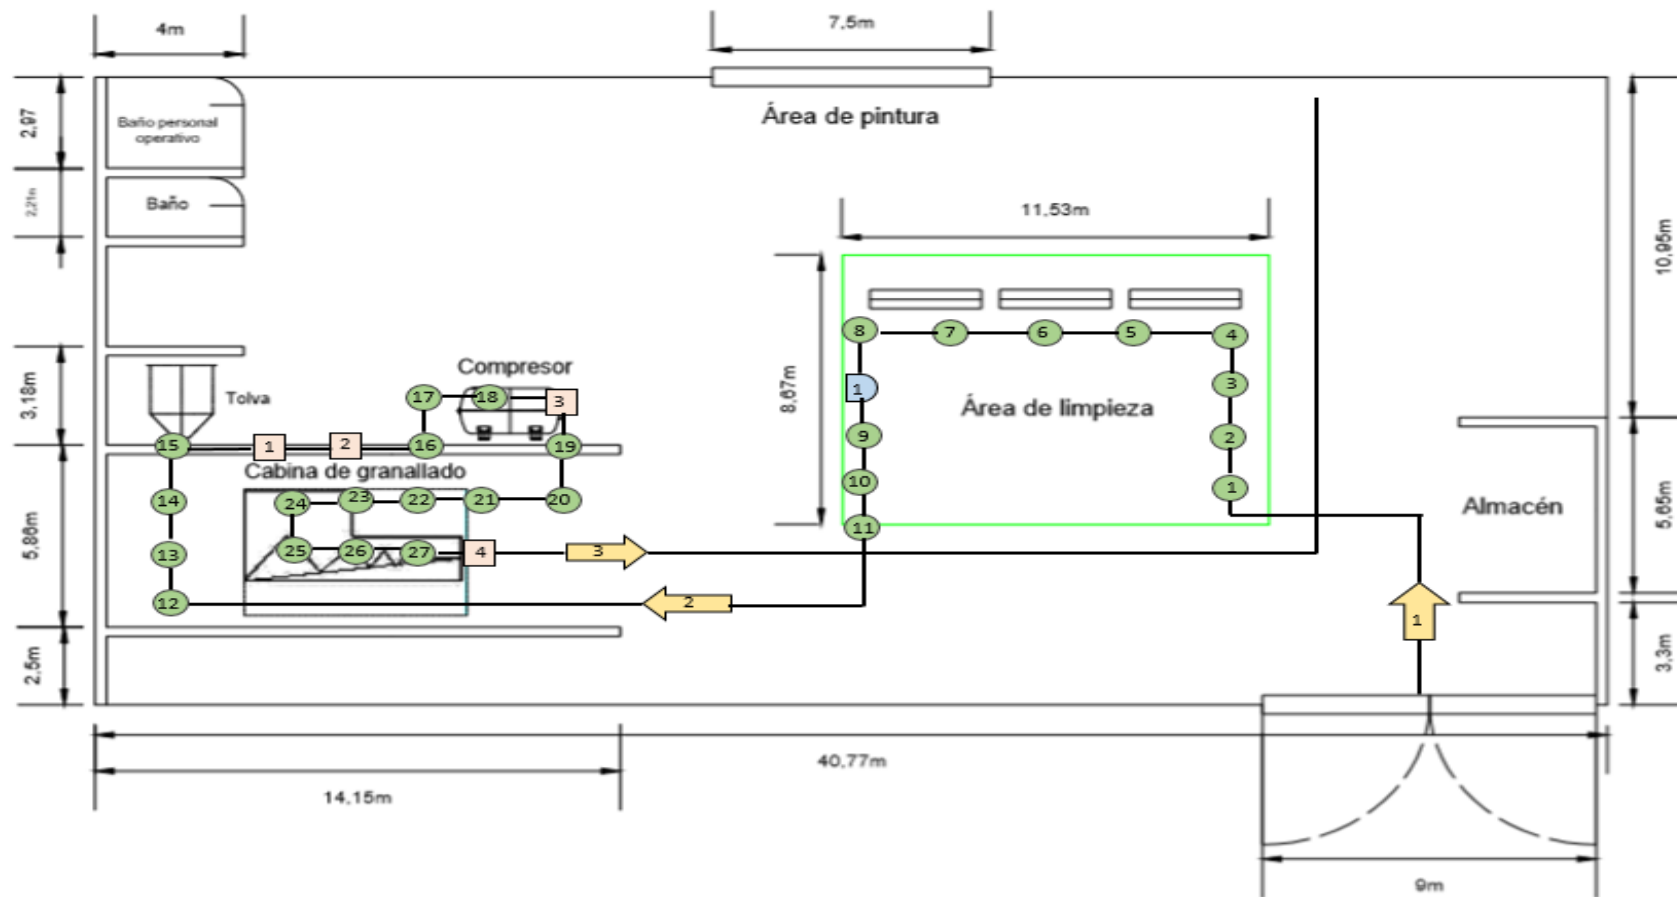 7,5m
4m
Área de pintura
2,97
Baño personal
operativo
2,21m
Baño
11,53m
10,95m
8 7 6 5 4
Compresor
3,18m
Tolva
17 18 3
1
3
8,67m
Área de limpieza
15 1 2 16 19
9 2
Cabina de granallado
14 24 23 22 21 20
10 1
Almacén
5,65m
5,86m
11
13 25 26 27 4 3
12 2
1
2,5m
3,3m
40,77m
14,15m
9m